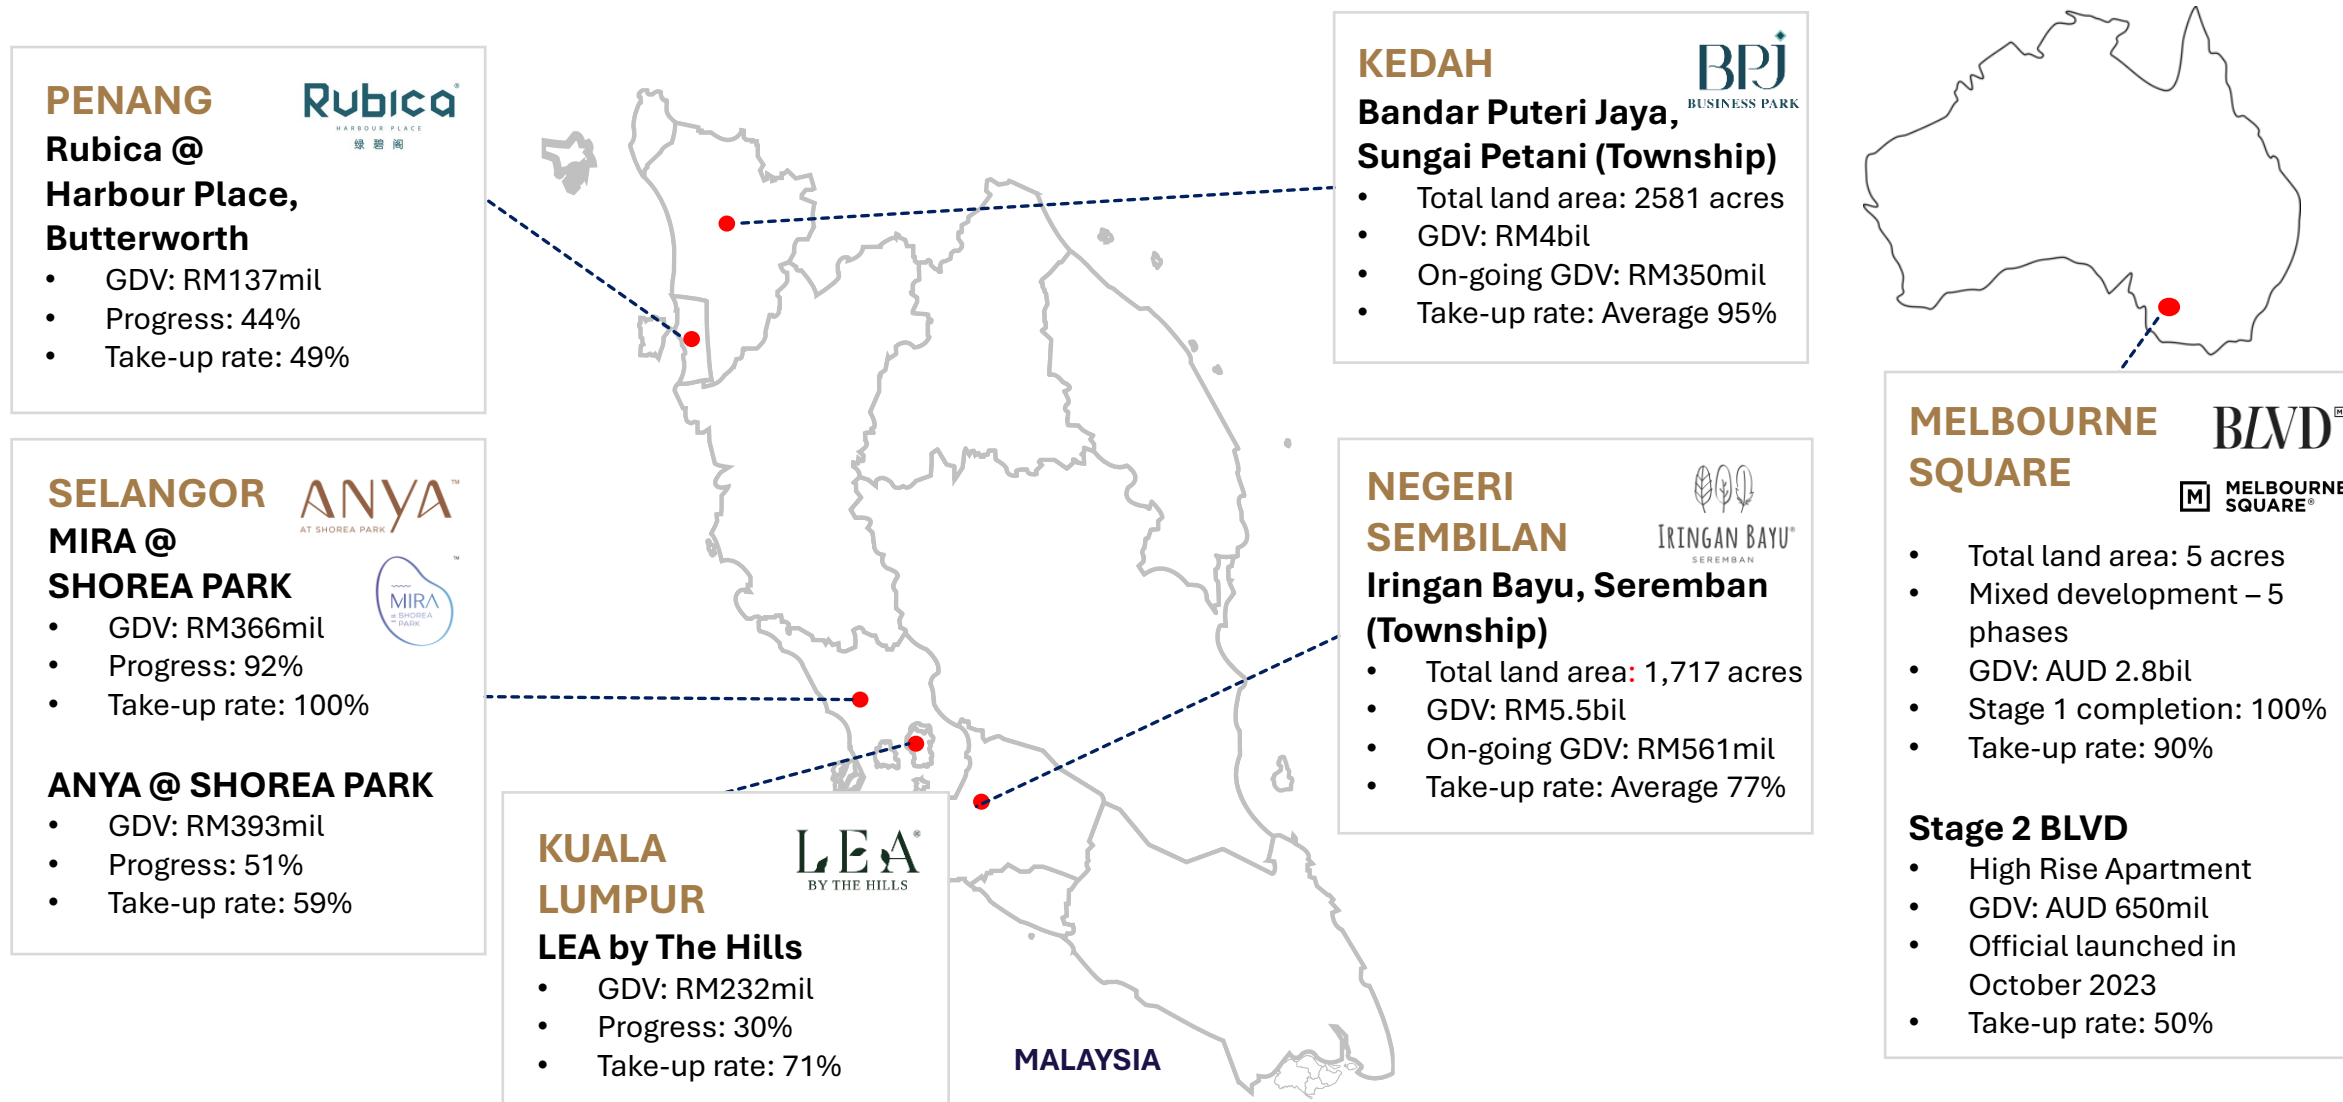 PENANG
Rubica
HARBOUR PLACE
绿碧阁
Rubica @
Harbour Place,
Butterworth
• GDV: RM137mil
• Progress: 44%
• Take-up rate: 49%
SELANGOR
ANYA™
AT SHOREA PARK
MIRA @
SHOREA PARK
MIRA
at SHOREA
PARK
™
• GDV: RM366mil
• Progress: 92%
• Take-up rate: 100%
ANYA @ SHOREA PARK
• GDV: RM393mil
• Progress: 51%
• Take-up rate: 59%
KUALA
LUMPUR
LEA®
BY THE HILLS
LEA by The Hills
• GDV: RM232mil
• Progress: 30%
• Take-up rate: 71%
MALAYSIA
KEDAH
BPJ
BUSINESS PARK
Bandar Puteri Jaya,
Sungai Petani (Township)
• Total land area: 2581 acres
• GDV: RM4bil
• On-going GDV: RM350mil
• Take-up rate: Average 95%
NEGERI
SEMBILAN
IRINGAN BAYU®
SEREMBAN
Iringan Bayu, Seremban
(Township)
• Total land area: 1,717 acres
• GDV: RM5.5bil
• On-going GDV: RM561mil
• Take-up rate: Average 77%
MELBOURNE
SQUARE
BLVD
M
M MELBOURNE
SQUARE®
• Total land area: 5 acres
• Mixed development – 5
phases
• GDV: AUD 2.8bil
• Stage 1 completion: 100%
• Take-up rate: 90%
Stage 2 BLVD
• High Rise Apartment
• GDV: AUD 650mil
• Official launched in
October 2023
• Take-up rate: 50%